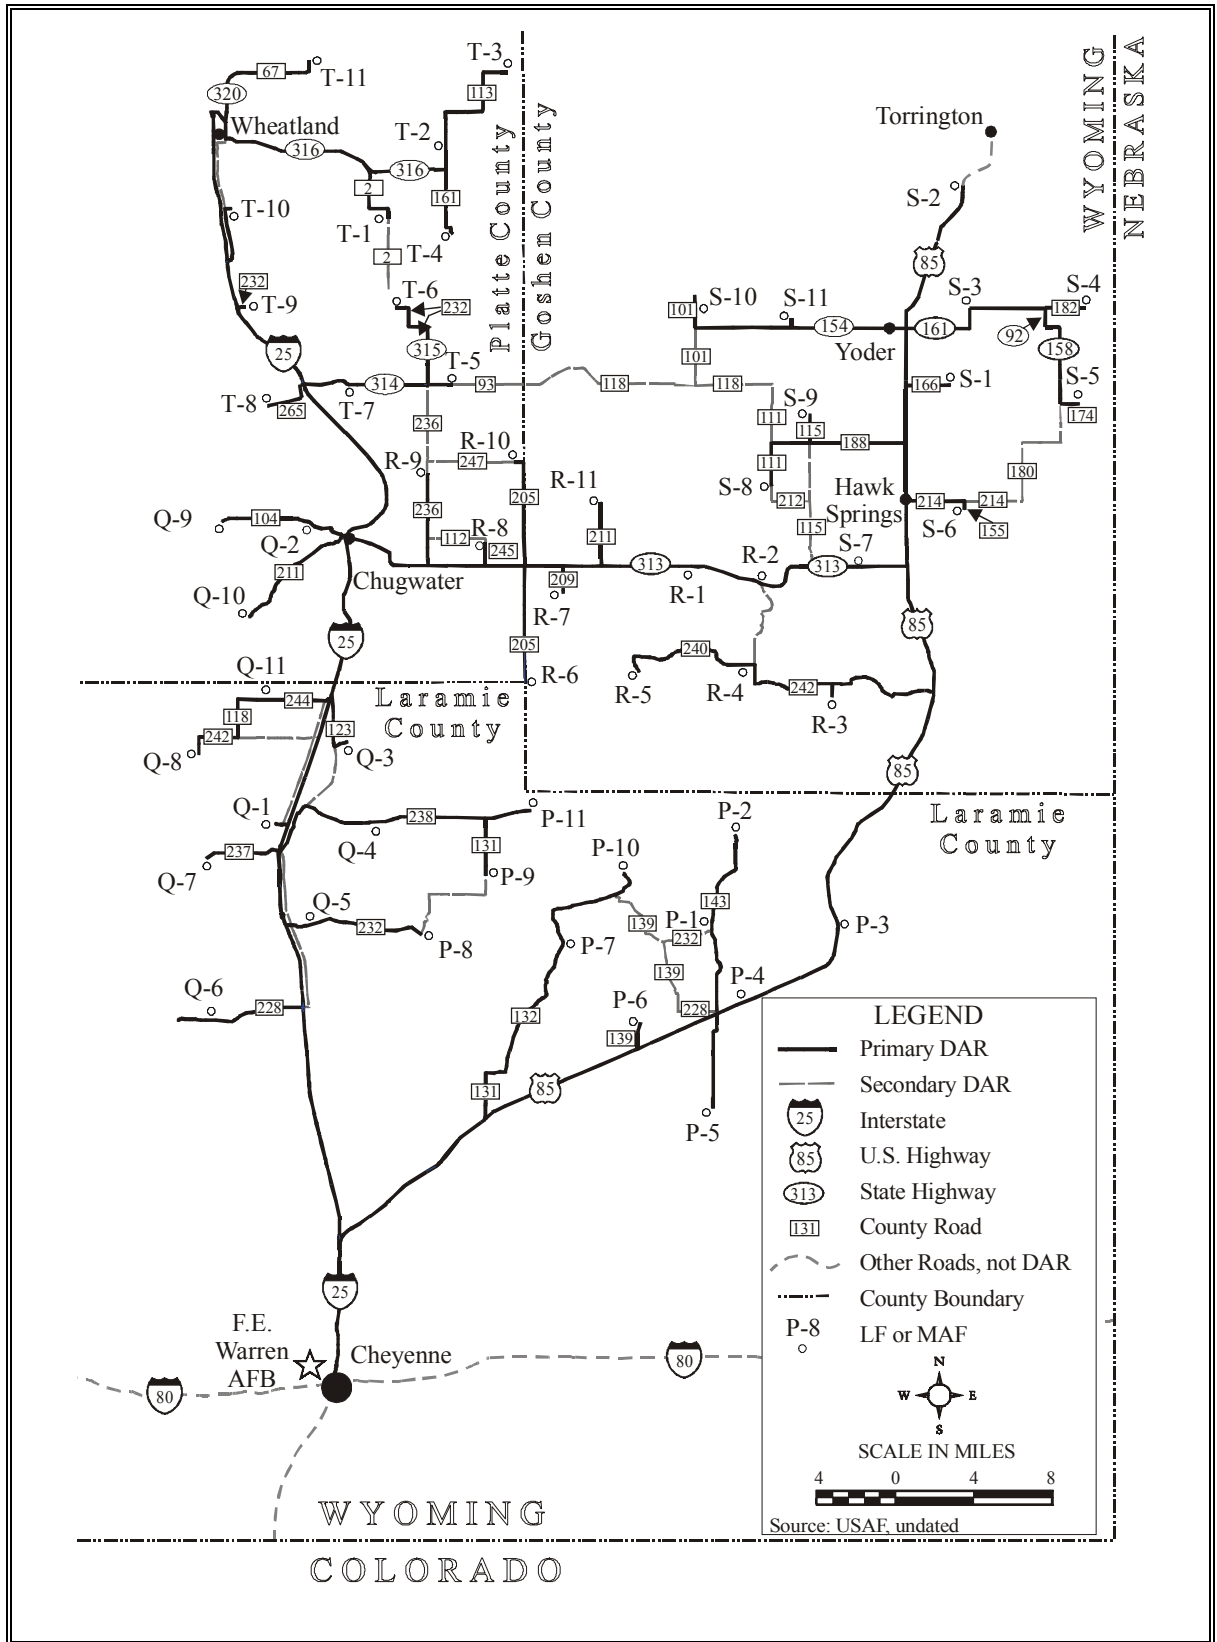 T-3
67
T-11
320
113
WYOMING
NEBRASKA
Platte County
Goshen County
Torrington
Wheatland
T-2
316
316
2
161
S-2
T-10
T-1
2
T-4
85
232
T-9
T-6
232
S-10
101
S-11
S-3
S-4
182
154
161
92
Yoder
158
25
315
T-5
101
314
93
118
118
166
S-1
S-5
T-8
265
T-7
S-9
174
236
111
115
R-10
188
R-9
247
111
180
S-8
Hawk
Springs
205
R-11
212
214
214
Q-9
104
236
S-6
155
Q-2
112
R-8
245
211
115
S-7
211
Chugwater
313
R-2
313
209
R-1
Q-10
R-7
85
25
205
240
Q-11
R-6
R-5
R-4
242
244
Laramie
County
118
123
R-3
242
Q-8
Q-3
85
Q-1
238
P-11
P-2
Laramie
County
Q-4
131
P-10
237
Q-7
P-9
143
Q-5
139
P-1
P-3
232
232
P-8
P-7
139
P-4
Q-6
P-6
228
228
132
139
85
131
P-5
LEGEND
Primary DAR
Secondary DAR
25
Interstate
85
U.S. Highway
313
State Highway
131
County Road
Other Roads, not DAR
County Boundary
P-8
LF or MAF
N
W
E
S
SCALE IN MILES
4 0 4 8
Source: USAF, undated
25
F.E.
Warren
AFB
Cheyenne
80
80
WYOMING
COLORADO